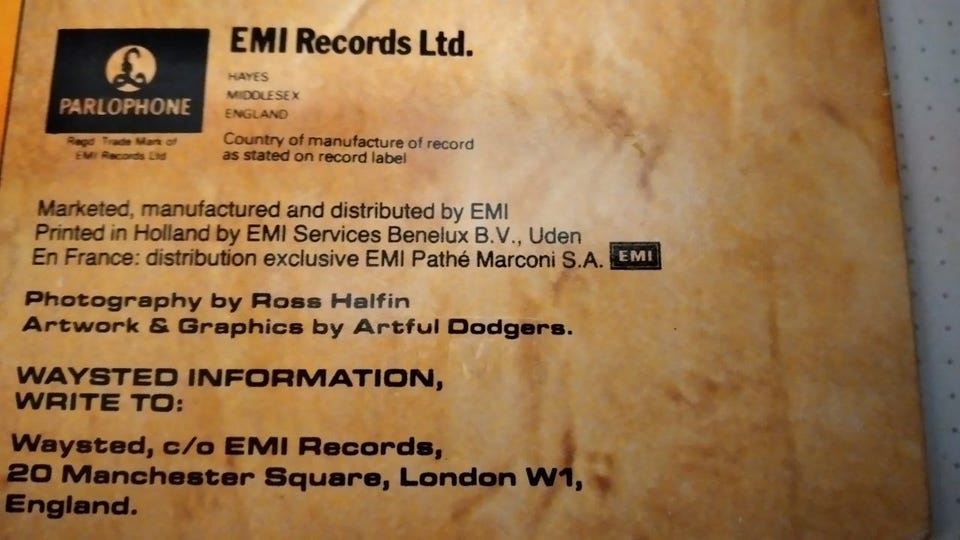 EMI Records Ltd.
HAYES
MIDDLESEX
ENGLAND
PARLOPHONE
Regd. Trade Mark of
EMI Records Ltd
Country of manufacture of record
as stated on record label
Marketed, manufactured and distributed by EMI
Printed in Holland by EMI Services Benelux B.V., Uden
En France: distribution exclusive EMI Pathé Marconi S.A. EMI
Photography by Ross Halfin
Artwork & Graphics by Artful Dodgers.
WAYSTED INFORMATION,
WRITE TO:
Waysted, c/o EMI Records,
20 Manchester Square, London W1,
England.